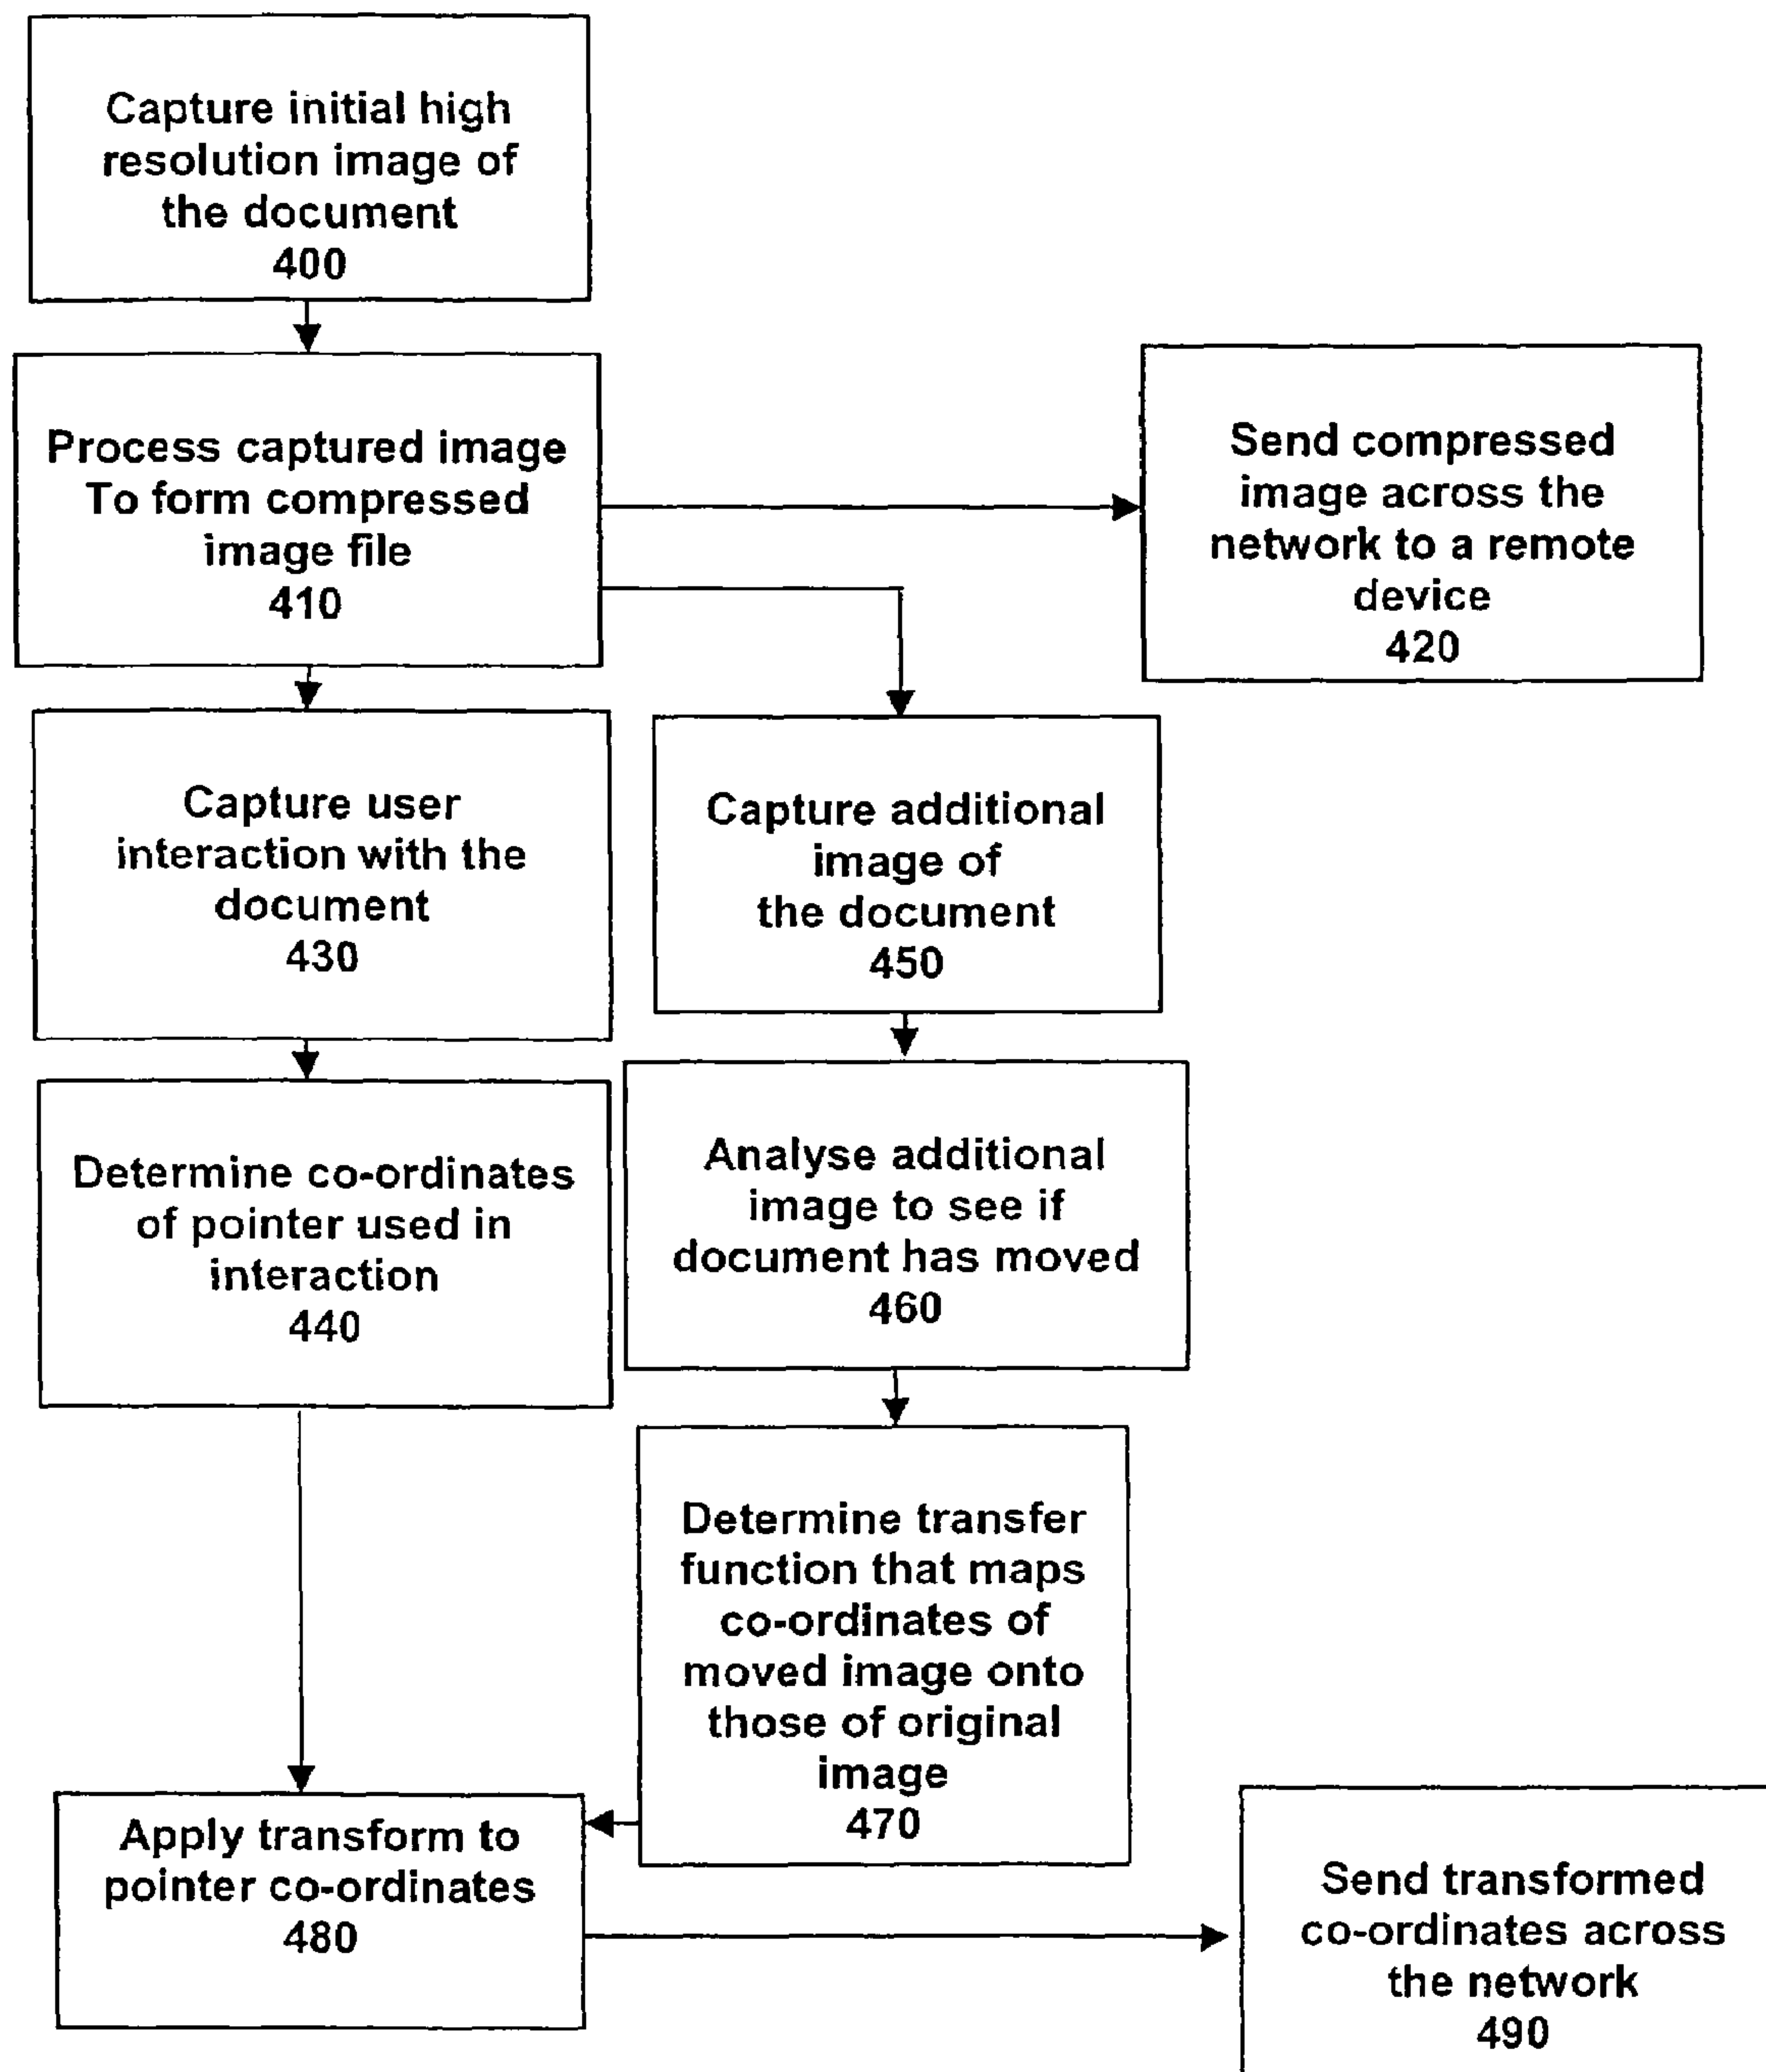 Capture initial high
resolution image of
the document
400
Process captured image
To form compressed
image file
410
Send compressed
image across the
network to a remote
device
420
Capture user
interaction with the
document
430
Capture additional
image of
the document
450
Determine co-ordinates
of pointer used in
interaction
440
Analyse additional
image to see if
document has moved
460
Determine transfer
function that maps
co-ordinates of
moved image onto
those of original
image
470
Apply transform to
pointer co-ordinates
480
Send transformed
co-ordinates across
the network
490